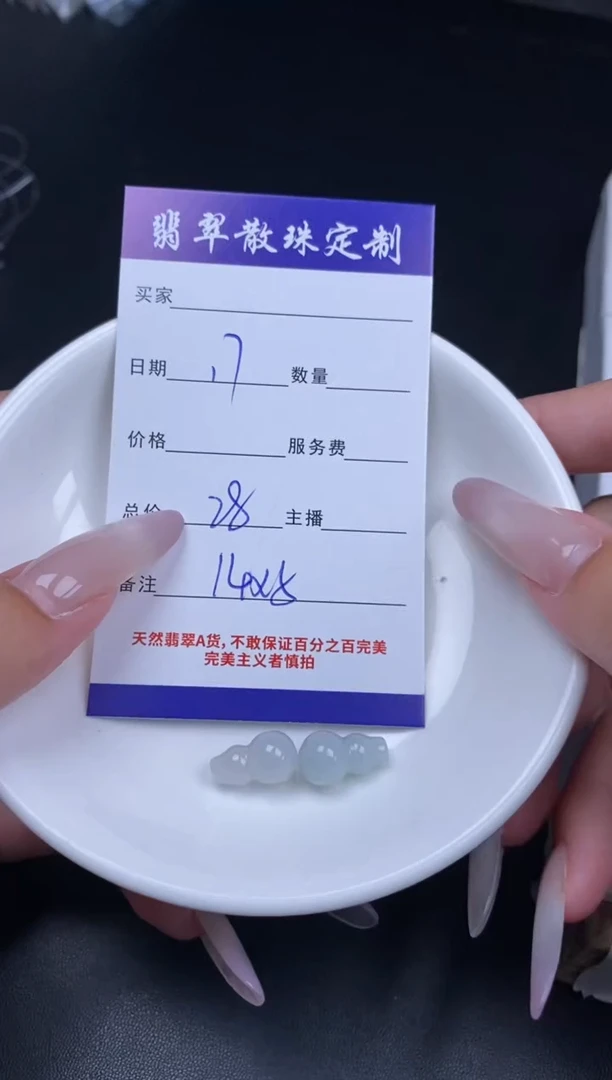 翡翠散珠定制
买家
日期 .7 数量
价格 服务费
总价 28 主播
备注 14x8
天然翡翠A货，不敢保证百分之百完美
完美主义者慎拍